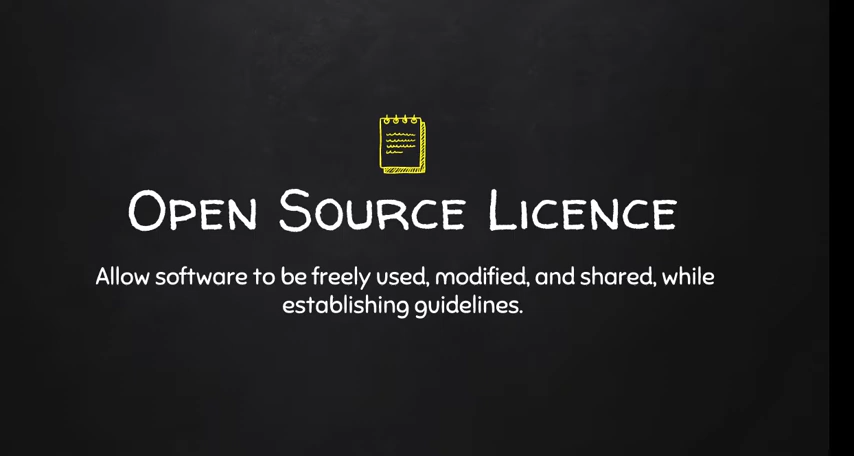 Open Source Licence
Allow software to be freely used, modified, and shared, while
establishing guidelines.